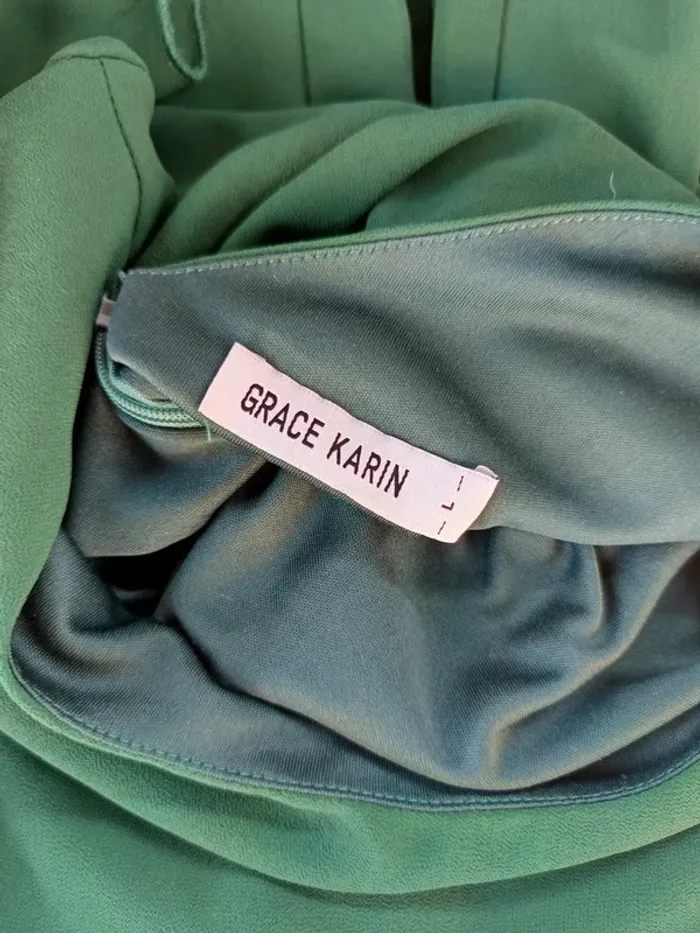 GRACE KARIN
- L -